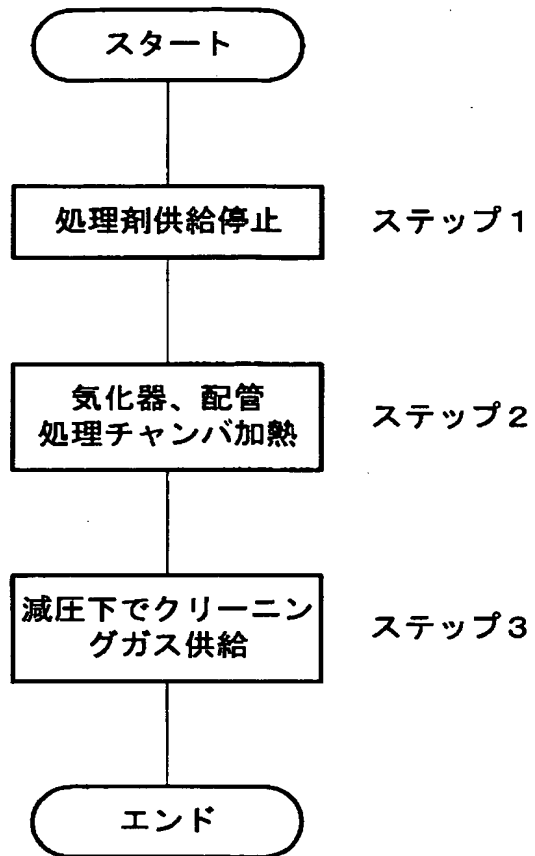 スタート
処理剤供給停止
ステップ1
気化器、配管
処理チャンバ加熱
ステップ2
減圧下でクリーニン
グガス供給
ステップ3
エンド